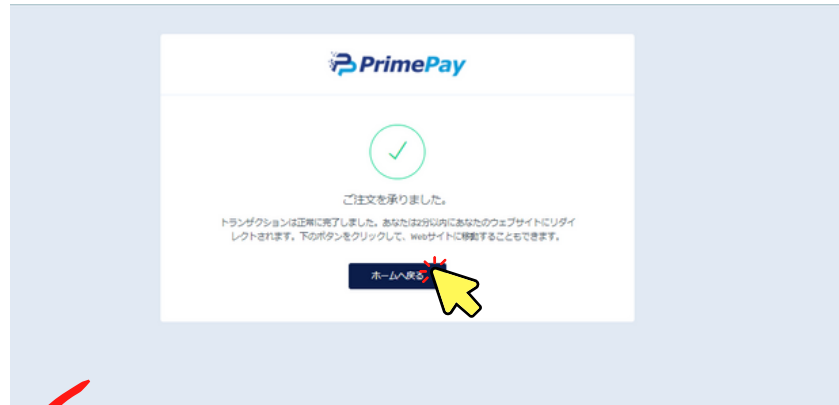 PrimePay
ご注文を承りました。
トランザクションは正常に完了しました。あなたは2分以内にあなたのウェブサイトにリダイ
レクトされます。下のボタンをクリックして、Webサイトに移動することもできます。
ホームへ戻る